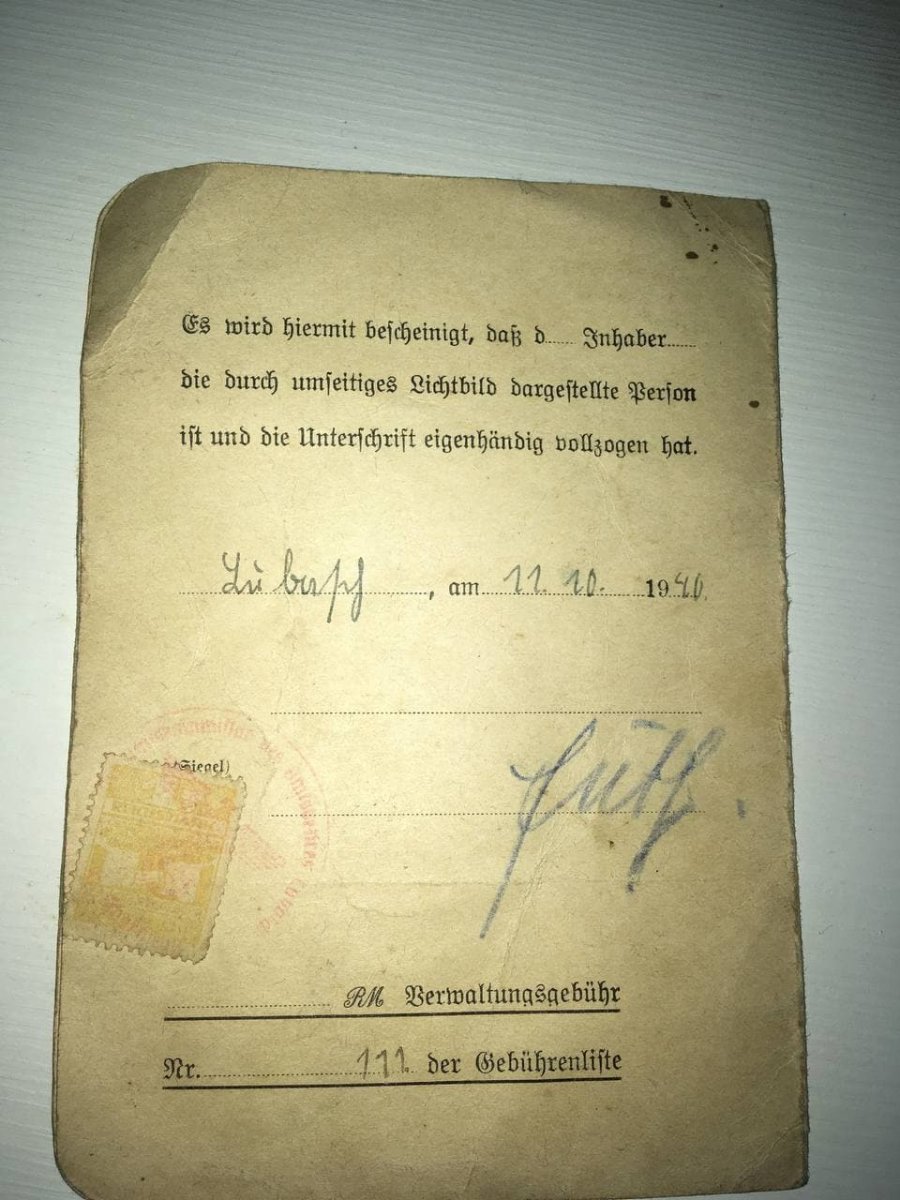 Es wird hiermit bescheinigt, daß d...... Inhaber......
die durch umseitiges Lichtbild dargestellte Person
ist und die Unterschrift eigenhändig vollzogen hat.
Lubasch, am 11. 10. 1940.
(Siegel)
RM Verwaltungsgebühr
Nr. 111. der Gebührenliste